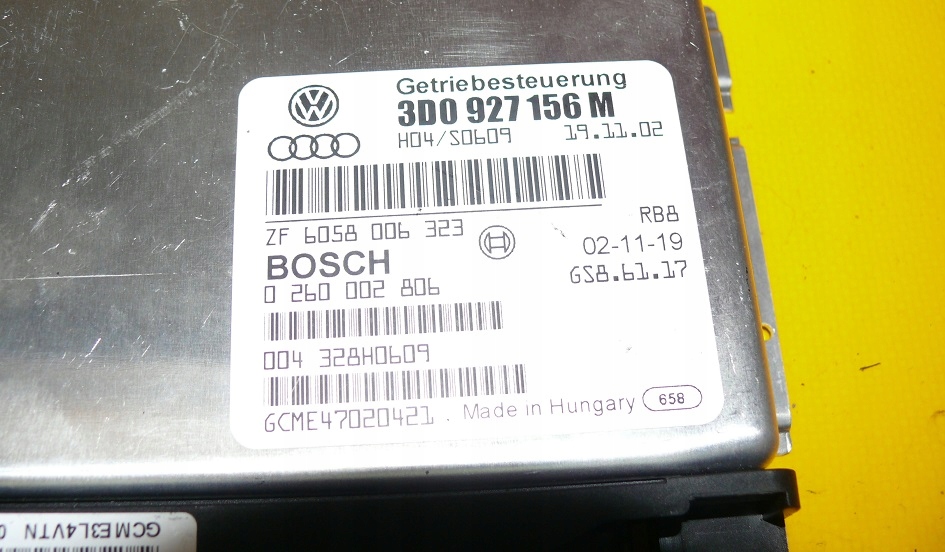 Getriebesteuerung
3D0 927 156 M
H04/S0609 19.11.02
ZF 6058 006 323
RB8
BOSCH
02-11-19
0 260 002 806
GS8.61.17
004 328H0609
GCME47020421 . Made in Hungary 658
GCME3L4VTN